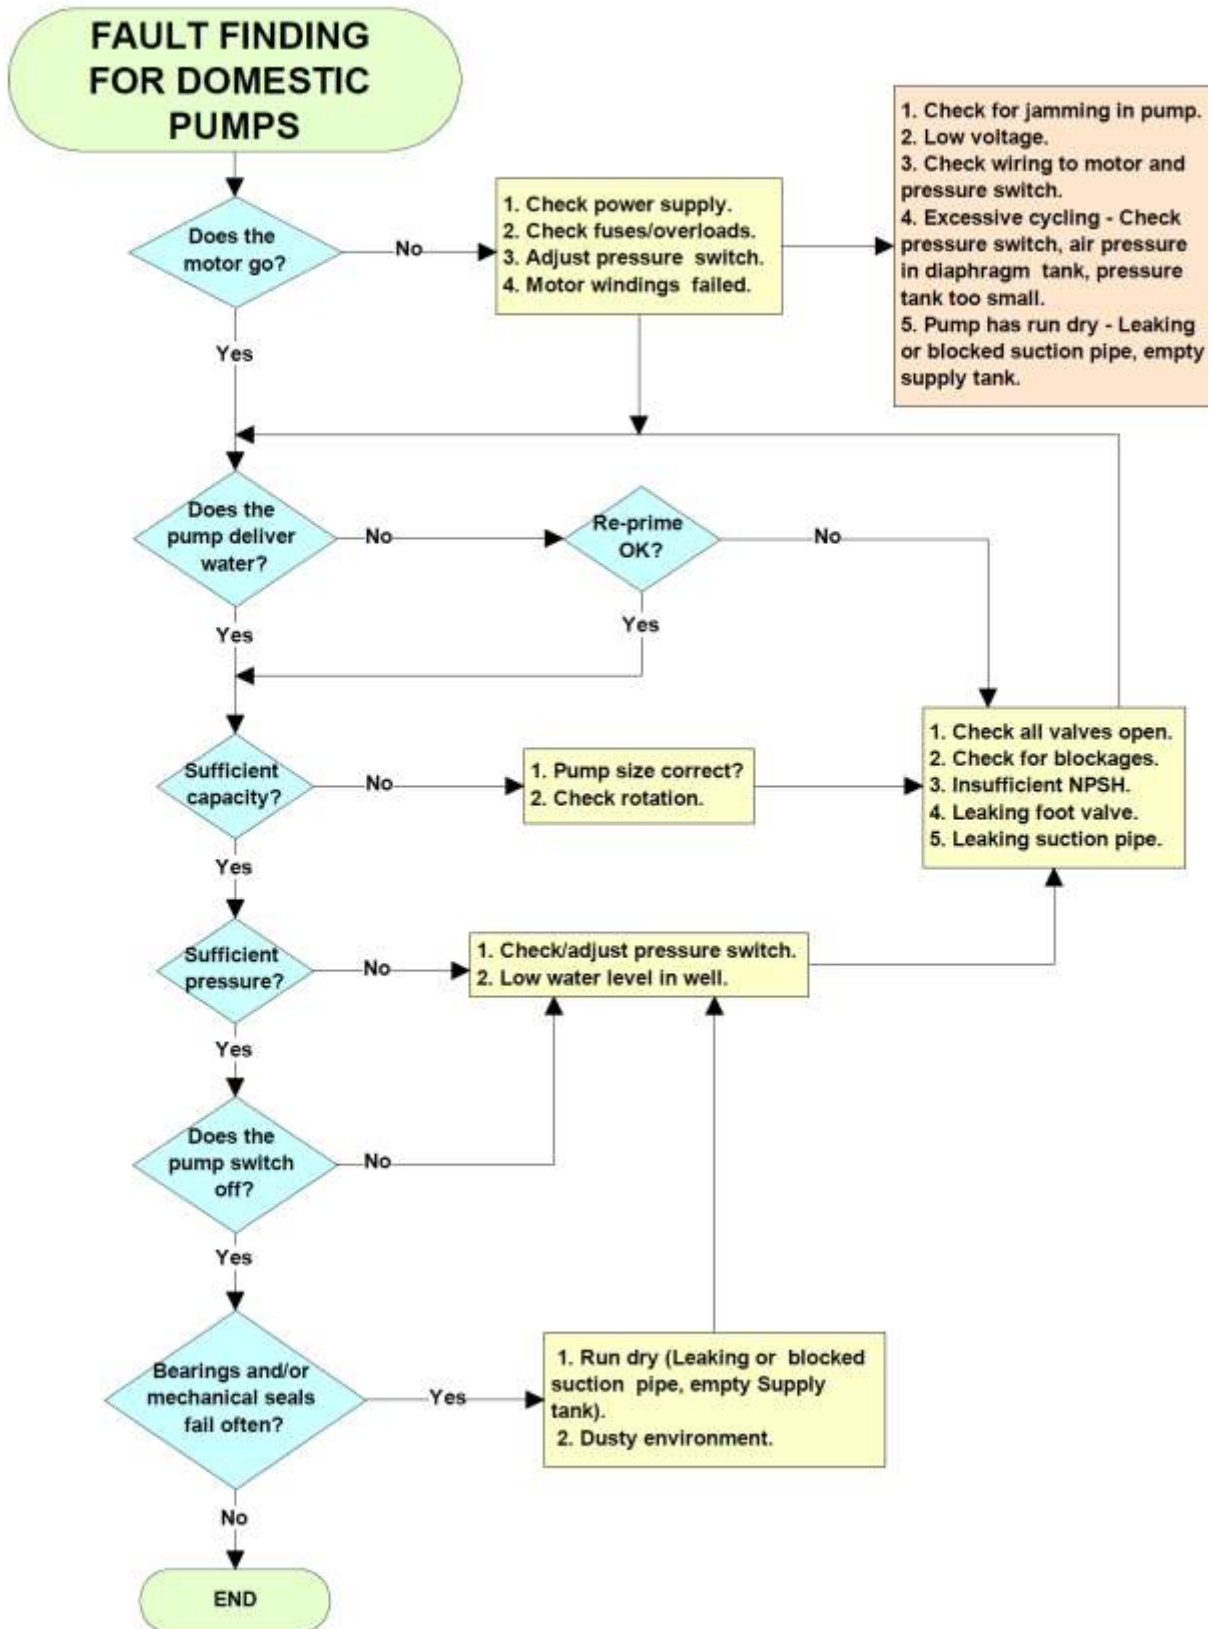 FAULT FINDING
FOR DOMESTIC
PUMPS
1. Check for jamming in pump.
2. Low voltage.
3. Check wiring to motor and
pressure switch.
4. Excessive cycling - Check
pressure switch, air pressure
in diaphragm tank, pressure
tank too small.
5. Pump has run dry - Leaking
or blocked suction pipe, empty
supply tank.
1. Check power supply.
2. Check fuses/overloads.
3. Adjust pressure switch.
4. Motor windings failed.
Does the
motor go?
No
Yes
Does the
pump deliver
water?
No
Re-prime
OK?
No
Yes
Yes
1. Check all valves open.
2. Check for blockages.
3. Insufficient NPSH.
4. Leaking foot valve.
5. Leaking suction pipe.
Sufficient
capacity?
No
1. Pump size correct?
2. Check rotation.
Yes
Sufficient
pressure?
No
1. Check/adjust pressure switch.
2. Low water level in well.
Yes
Does the
pump switch
off?
No
Yes
Bearings and/or
mechanical seals
fail often?
Yes
1. Run dry (Leaking or blocked
suction pipe, empty Supply
tank).
2. Dusty environment.
No
END